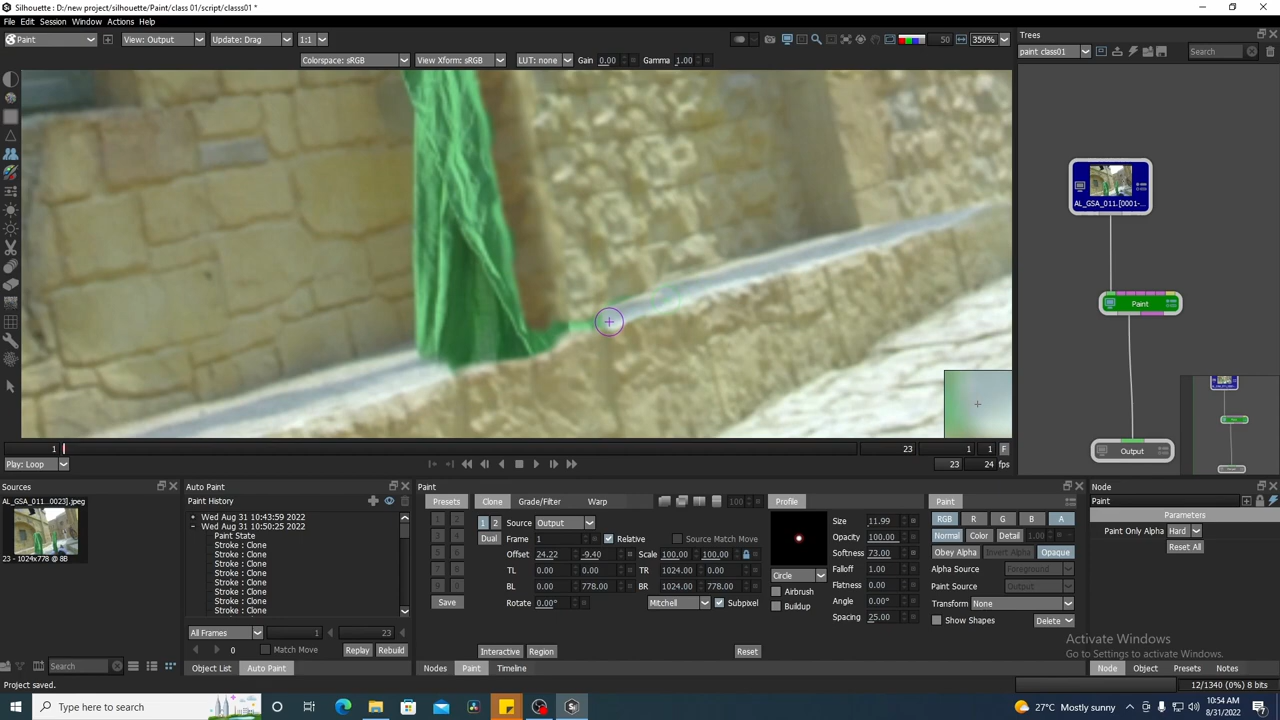 Silhouette : D:/new project/silhouette/Paint/class 01/script/classs01 *
File Edit Session Window Actions Help
Paint View: Output Update: Drag 1:1 50 350%
Colorspace: sRGB View Xform: sRGB LUT: none Gain 0.00 Gamma 1.00
Trees
paint class01 Search
AL_GSA_011.[0001-...
Paint
Output
1 23 1 1 F
Play: Loop 23 24 fps
Sources
AL_GSA_011...0023].jpeg
23 - 1024x778 @ 8B
Search
Auto Paint
Paint History
Wed Aug 31 10:43:59 2022
Wed Aug 31 10:50:25 2022
Paint State
Stroke : Clone
Stroke : Clone
Stroke : Clone
Stroke : Clone
Stroke : Clone
Stroke : Clone
Stroke : Clone
Stroke : Clone
All Frames 1 23
0 Match Move Replay Rebuild
Object List Auto Paint
Paint
Presets Clone Grade/Filter Warp 100
1 2
3 4
5 6
7 8
9 0
Save
1 2 Source Output
Dual Frame 1 Relative Source Match Move
Offset 24.22 -9.40 Scale 100.00 100.00
TL 0.00 0.00 TR 1024.00 0.00
BL 0.00 778.00 BR 1024.00 778.00
Rotate 0.00° Mitchell Subpixel
Interactive Region Reset
Nodes Paint Timeline
Profile
Circle
Airbrush
Buildup
Size 11.99
Opacity 100.00
Softness 73.00
Falloff 1.00
Flatness 0.00
Angle 0.00°
Spacing 25.00
Paint
RGB R G B A
Normal Color Detail 1.00
Obey Alpha Invert Alpha Opaque
Alpha Source Foreground
Paint Source Output
Transform None
Show Shapes Delete
Node
Paint
Parameters
Paint Only Alpha Hard
Reset All
Activate Windows
Go to Settings to activate Windows.
Node Object Presets Notes
Project saved.
12/1340 (0%) 8 bits
Type here to search
27°C Mostly sunny
10:54 AM
8/31/2022